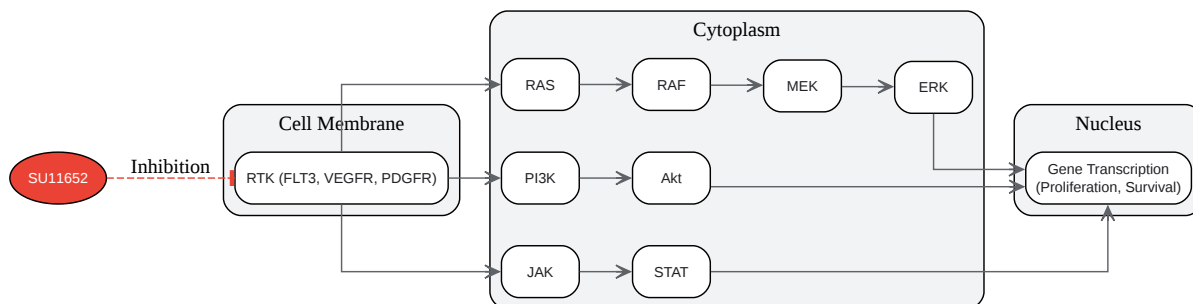 Cytoplasm
RAS
RAF
MEK
ERK
Cell Membrane
Nucleus
SU11652
Inhibition
RTK (FLT3, VEGFR, PDGFR)
PI3K
Akt
Gene Transcription
(Proliferation, Survival)
JAK
STAT